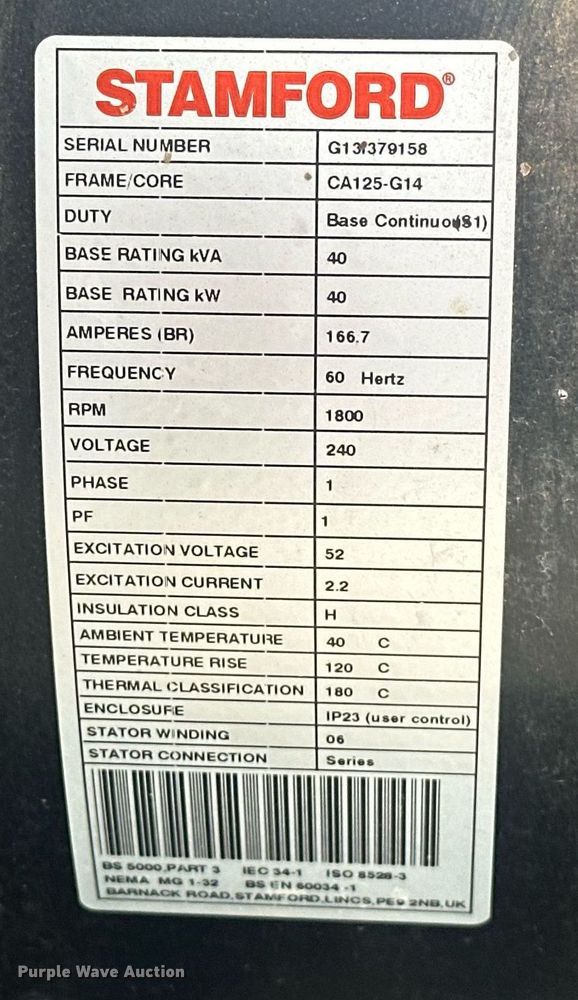 STAMFORD®
SERIAL NUMBER G13I379158
FRAME/CORE CA125-G14
DUTY Base Continuous(S1)
BASE RATING kVA 40
BASE RATING kW 40
AMPERES (BR) 166.7
FREQUENCY 60 Hertz
RPM 1800
VOLTAGE 240
PHASE 1
PF 1
EXCITATION VOLTAGE 52
EXCITATION CURRENT 2.2
INSULATION CLASS H
AMBIENT TEMPERATURE 40 C
TEMPERATURE RISE 120 C
THERMAL CLASSIFICATION 180 C
ENCLOSURE IP23 (user control)
STATOR WINDING 06
STATOR CONNECTION Series
BS 5000,PART 3 IEC 34-1 ISO 8528-3
NEMA MG 1-32 BS EN 60034 -1
BARNACK ROAD,STAMFORD,LINCS,PE9 2NB,UK
Purple Wave Auction